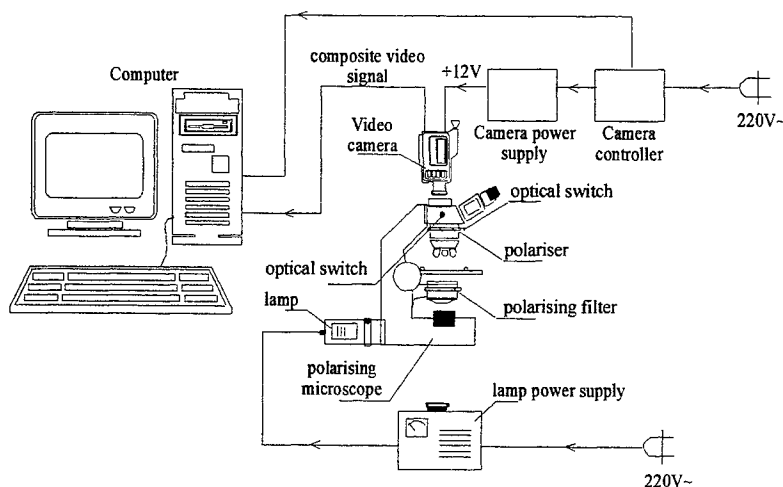 Computer
composite video
signal
+12V
Video
camera
Camera power
supply
Camera
controller
220V~
optical switch
polariser
optical switch
lamp
polarising filter
polarising
microscope
lamp power supply
220V~